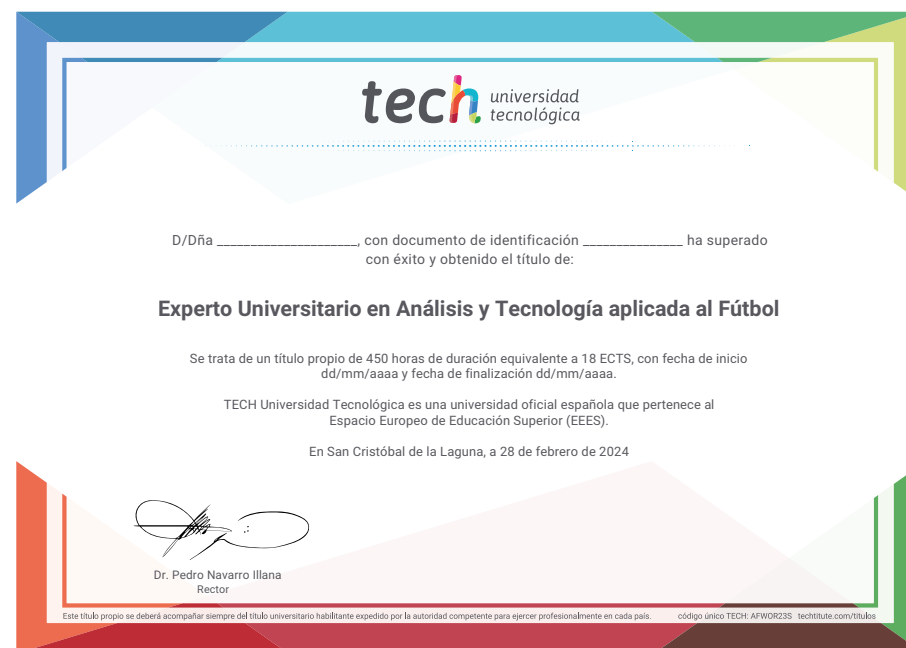 tech universidad
tecnológica
D/Dña _____________________, con documento de identificación _______________ ha superado
con éxito y obtenido el título de:
Experto Universitario en Análisis y Tecnología aplicada al Fútbol
Se trata de un título propio de 450 horas de duración equivalente a 18 ECTS, con fecha de inicio
dd/mm/aaaa y fecha de finalización dd/mm/aaaa.
TECH Universidad Tecnológica es una universidad oficial española que pertenece al
Espacio Europeo de Educación Superior (EEES).
En San Cristóbal de la Laguna, a 28 de febrero de 2024
Dr. Pedro Navarro Illana
Rector
Este título propio se deberá acompañar siempre del título universitario habilitante expedido por la autoridad competente para ejercer profesionalmente en cada país. código único TECH: AFWOR23S techtitute.com/titulos